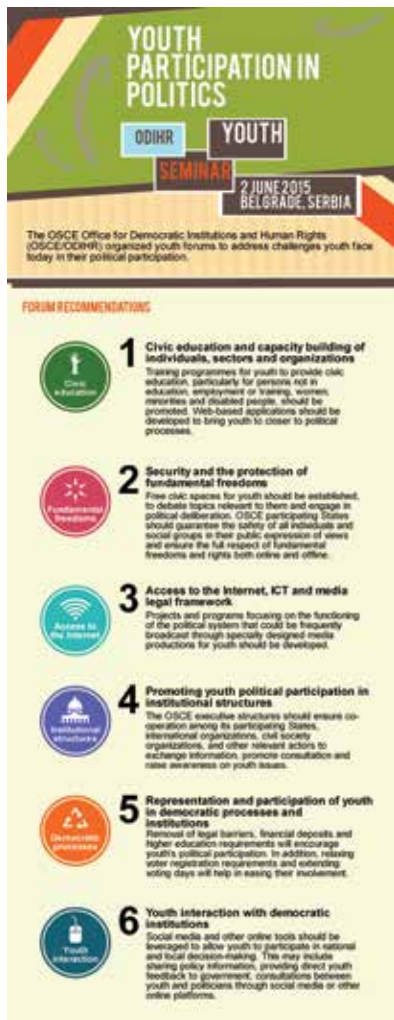 YOUTH
PARTICIPATION IN
POLITICS
ODIHR
YOUTH
SEMINAR
2 JUNE 2015
BELGRADE, SERBIA
The OSCE Office for Democratic Institutions and Human Rights
(OSCE/ODIHR) organized youth forums to address challenges youth face
today in their political participation.
FORUM RECOMMENDATIONS
Civic
education
1
Civic education and capacity building of
individuals, sectors and organizations
Training programmes for youth to provide civic
education, particularly for persons not in
education, employment or training, women,
minorities and disabled people, should be
promoted. Web-based applications should be
developed to bring youth to closer to political
processes.
Fundamental
freedoms
2
Security and the protection of
fundamental freedoms
Free civic spaces for youth should be established,
to debate topics relevant to them and engage in
political deliberation. OSCE participating States
should guarantee the safety of all individuals and
social groups in their public expression of views
and ensure the full respect of fundamental
freedoms and rights both online and offline.
Access to
the Internet
3
Access to the Internet, ICT and media
legal framework
Projects and programs focusing on the functioning
of the political system that could be frequently
broadcast through specially designed media
productions for youth should be developed.
Institutional
structures
4
Promoting youth political participation in
institutional structures
The OSCE executive structures should ensure co-
operation among its participating States,
international organizations, civil society
organizations, and other relevant actors to
exchange information, promote consultation and
raise awareness on youth issues.
Democratic
processes
5
Representation and participation of youth
in democratic processes and
institutions
Removal of legal barriers, financial deposits and
higher education requirements will encourage
youth's political participation. In addition, relaxing
voter registration requirements and extending
voting days will help in easing their involvement.
Youth
interaction
6
Youth interaction with democratic
institutions
Social media and other online tools should be
leveraged to allow youth to participate in national
and local decision-making. This may include
sharing policy information, providing direct youth
feedback to government, consultations between
youth and politicians through social media or other
online platforms.